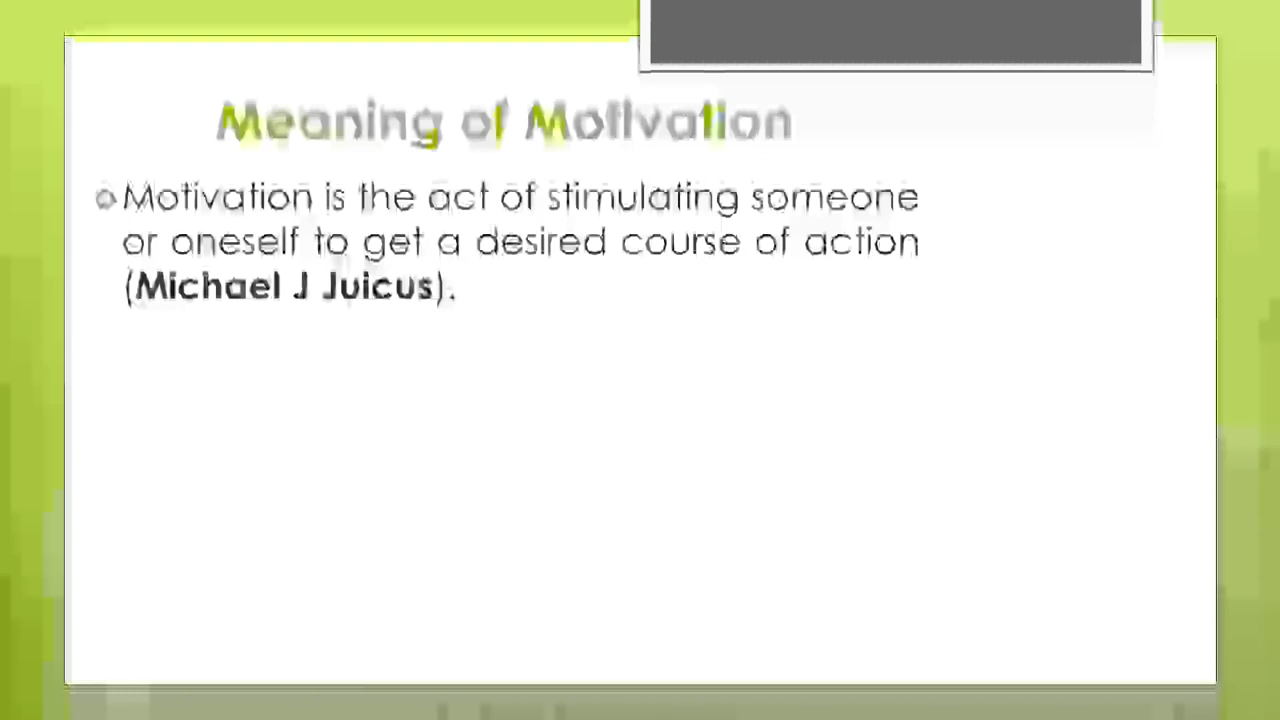 Meaning of Motivation
Motivation is the act of stimulating someone
or oneself to get a desired course of action
(Michael J Juicus).